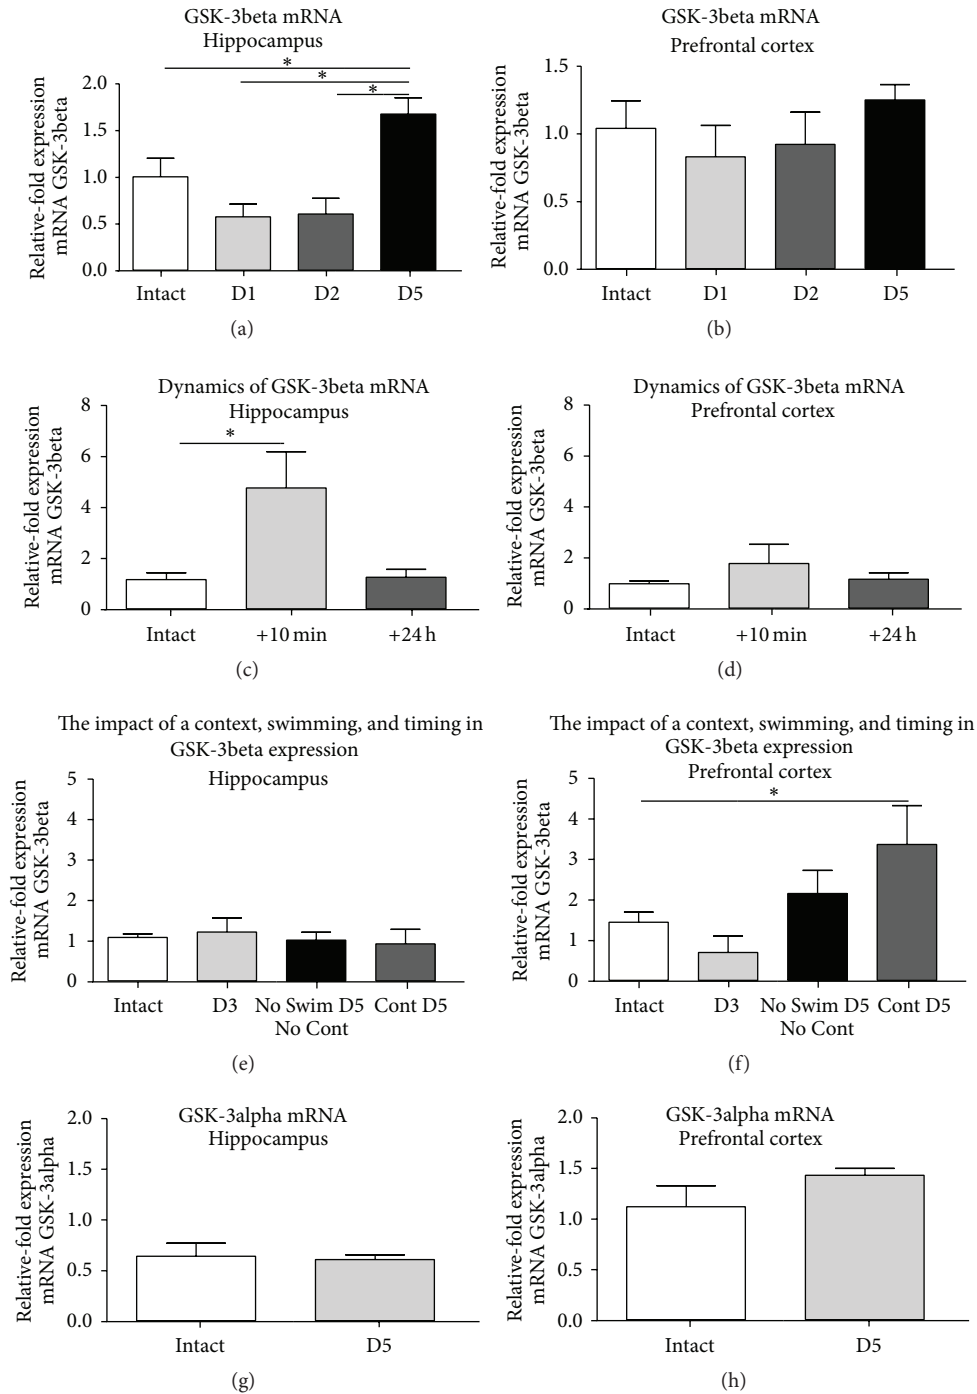 GSK-3beta mRNA
Hippocampus
Relative-fold expression
mRNA GSK-3beta
2.0
1.5
1.0
0.5
0.0
*
*
*
Intact D1 D2 D5
(a)
GSK-3beta mRNA
Prefrontal cortex
Relative-fold expression
mRNA GSK-3beta
1.5
1.0
0.5
0.0
Intact D1 D2 D5
(b)
Dynamics of GSK-3beta mRNA
Hippocampus
Relative-fold expression
mRNA GSK-3beta
8
6
4
2
0
*
Intact +10 min +24 h
(c)
Dynamics of GSK-3beta mRNA
Prefrontal cortex
Relative-fold expression
mRNA GSK-3beta
8
6
4
2
0
Intact +10 min +24 h
(d)
The impact of a context, swimming, and timing in
GSK-3beta expression
Hippocampus
Relative-fold expression
mRNA GSK-3beta
5
4
3
2
1
0
Intact D3 No Swim D5 Cont D5
No Cont
(e)
The impact of a context, swimming, and timing in
GSK-3beta expression
Prefrontal cortex
Relative-fold expression
mRNA GSK-3beta
5
4
3
2
1
0
*
Intact D3 No Swim D5 Cont D5
No Cont
(f)
GSK-3alpha mRNA
Hippocampus
Relative-fold expression
mRNA GSK-3alpha
2.0
1.5
1.0
0.5
0.0
Intact D5
(g)
GSK-3alpha mRNA
Prefrontal cortex
Relative-fold expression
mRNA GSK-3alpha
2.0
1.5
1.0
0.5
0.0
Intact D5
(h)